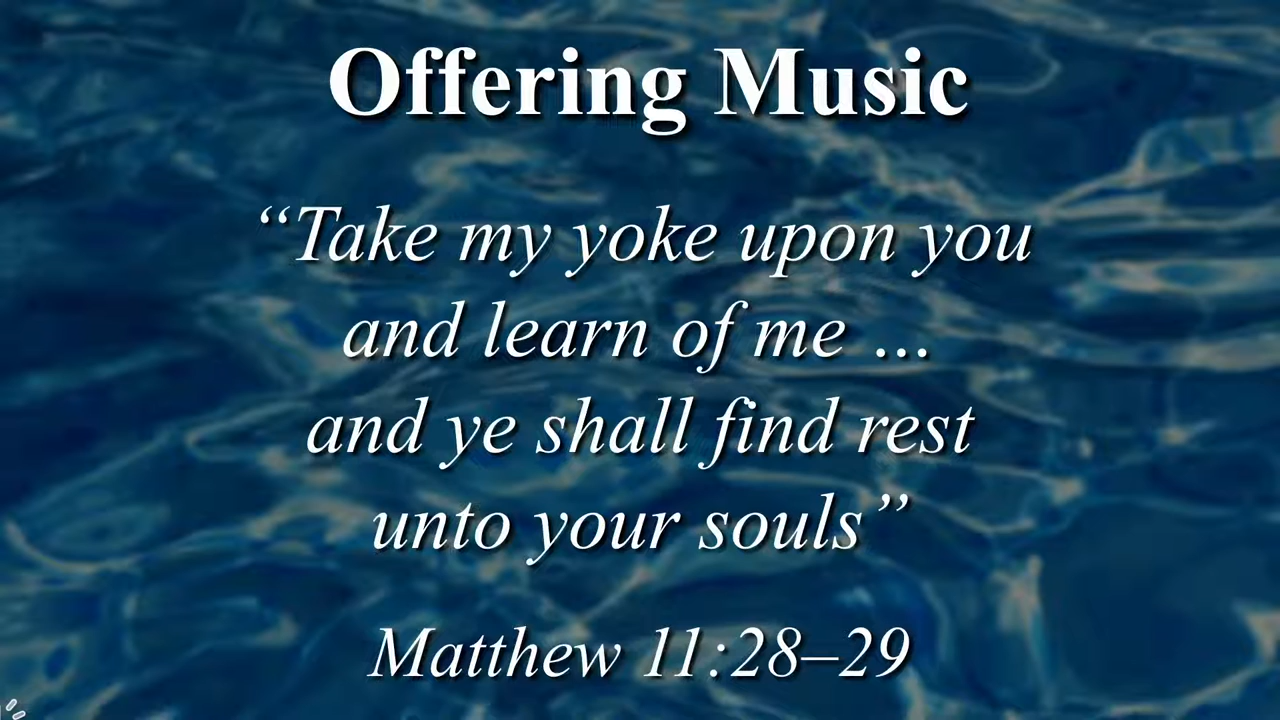 Offering Music
“Take my yoke upon you
and learn of me ...
and ye shall find rest
unto your souls”
Matthew 11:28–29